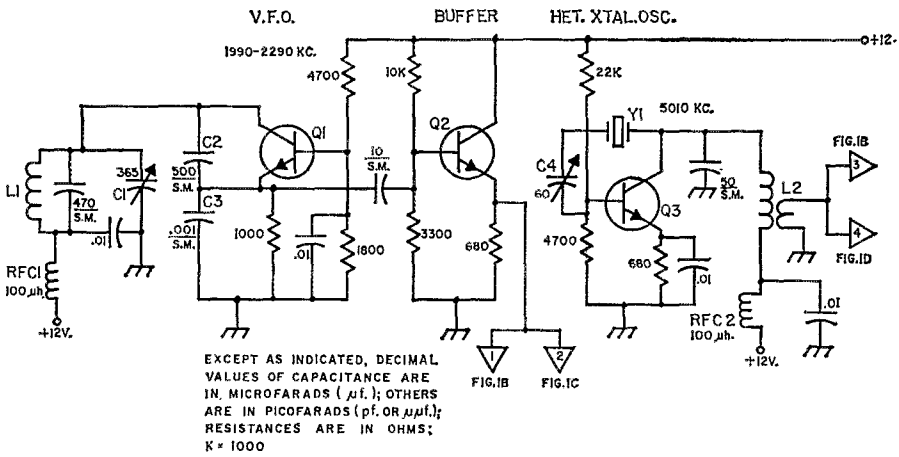 V.F.O. BUFFER HET. XTAL.OSC.
1990-2290 KC.
+12-
4700
10K
22K
Y1 5010 KC.
C2
Q1
Q2
C4
FIG.1B
3
365
10
S.M.
500
S.M.
L1
C1
470
S.M.
60
50
S.M.
L2
C3
Q3
.001
S.M.
.01
1000
.01
1800
3300
680
4700
680
.01
4
FIG.1D
RFC1
100 µh.
+12V.
RFC2
100 µh.
.01
+12V.
1
2
FIG.1B
FIG.1C
EXCEPT AS INDICATED, DECIMAL
VALUES OF CAPACITANCE ARE
IN MICROFARADS ( µf.); OTHERS
ARE IN PICOFARADS (pf. OR µµf.);
RESISTANCES ARE IN OHMS;
K = 1000